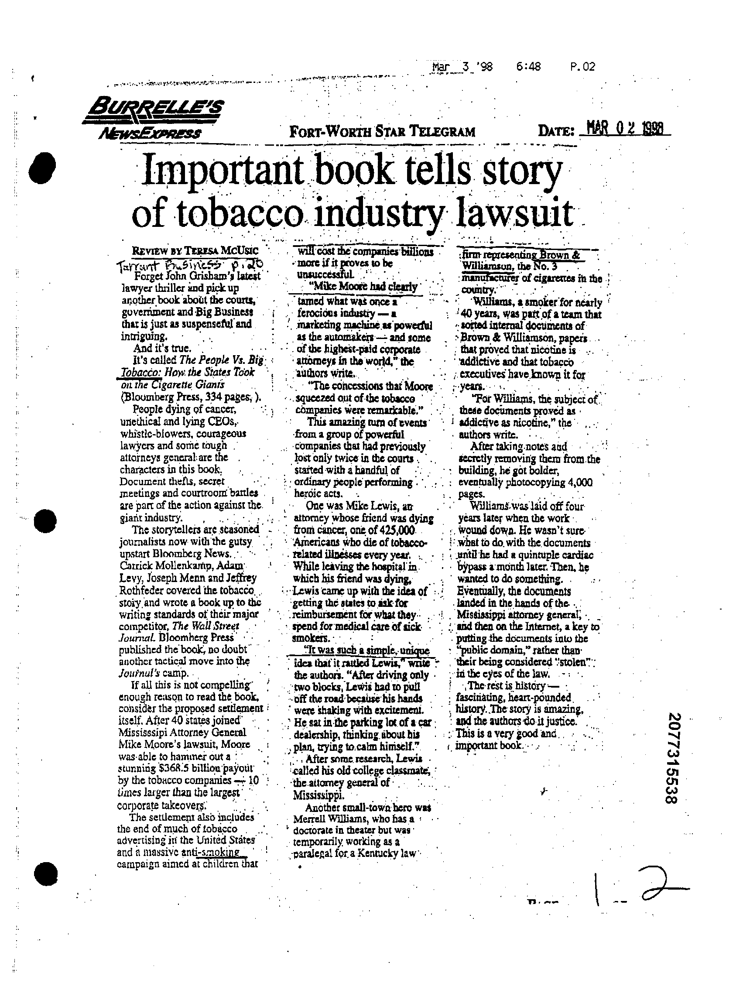 Mar 3 '98 6:48 P.02
BURRELLE'S
NEWSEXPRESS
FORT-WORTH STAR TELEGRAM
DATE: MAR 02 1998
Important book tells story
of tobacco industry lawsuit
REVIEW BY TERESA MCUSIC
Tarrant Business p.20
Forget John Grisham's latest
lawyer thriller and pick up
another book about the courts,
government and Big Business
that is just as suspenseful and
intriguing.
And it's true.
It's called The People Vs. Big
Tobacco: How the States Took
on the Cigarette Giants
(Bloomberg Press, 334 pages, ).
People dying of cancer,
unethical and lying CEOs,
whistle-blowers, courageous
lawyers and some tough
attorneys general are the
characters in this book.
Document thefts, secret
meetings and courtroom battles
are part of the action against the
giant industry.
The storytellers are seasoned
journalists now with the gutsy
upstart Bloomberg News.
Carrick Mollenkamp, Adam
Levy, Joseph Menn and Jeffrey
Rothfeder covered the tobacco
story and wrote a book up to the
writing standards of their major
competitor, The Wall Street
Journal. Bloomberg Press
published the book, no doubt
another tactical move into the
Journal's camp.
If all this is not compelling
enough reason to read the book,
consider the proposed settlement
itself. After 40 states joined
Mississippi Attorney General
Mike Moore's lawsuit, Moore
was able to hammer out a
stunning $368.5 billion payout
by the tobacco companies — 10
times larger than the largest
corporate takeovers.
The settlement also includes
the end of much of tobacco
advertising in the United States
and a massive anti-smoking
campaign aimed at children that
will cost the companies billions
more if it proves to be
unsuccessful.
"Mike Moore had clearly
tamed what was once a
ferocious industry — a
marketing machine as powerful
as the automakers — and some
of the highest-paid corporate
attorneys in the world," the
authors write.
"The concessions that Moore
squeezed out of the tobacco
companies were remarkable."
This amazing turn of events
from a group of powerful
companies that had previously
lost only twice in the courts
started with a handful of
ordinary people performing
heroic acts.
One was Mike Lewis, an
attorney whose friend was dying
from cancer, one of 425,000
Americans who die of tobacco-
related illnesses every year.
While leaving the hospital in
which his friend was dying,
Lewis came up with the idea of
getting the states to ask for
reimbursement for what they
spend for medical care of sick
smokers.
"It was such a simple, unique
idea that it rattled Lewis," write
the authors. "After driving only
two blocks, Lewis had to pull
off the road because his hands
were shaking with excitement.
He sat in the parking lot of a car
dealership, thinking about his
plan, trying to calm himself."
After some research, Lewis
called his old college classmate,
the attorney general of
Mississippi.
Another small-town hero was
Merrell Williams, who has a
doctorate in theater but was
temporarily working as a
paralegal for a Kentucky law
firm representing Brown &
Williamson, the No. 3
manufacturer of cigarettes in the
country.
Williams, a smoker for nearly
40 years, was part of a team that
sorted internal documents of
Brown & Williamson, papers
that proved that nicotine is
addictive and that tobacco
executives have known it for
years.
"For Williams, the subject of
these documents proved as
addictive as nicotine," the
authors write.
After taking notes and
secretly removing them from the
building, he got bolder,
eventually photocopying 4,000
pages.
Williams was laid off four
years later when the work
wound down. He wasn't sure
what to do with the documents
until he had a quintuple cardiac
bypass a month later. Then, he
wanted to do something.
Eventually, the documents
landed in the hands of the
Mississippi attorney general,
and then on the Internet, a key to
putting the documents into the
"public domain," rather than
their being considered "stolen"
in the eyes of the law.
The rest is history —
fascinating, heart-pounded
history. The story is amazing,
and the authors do it justice.
This is a very good and
important book.
2077315538
1-2